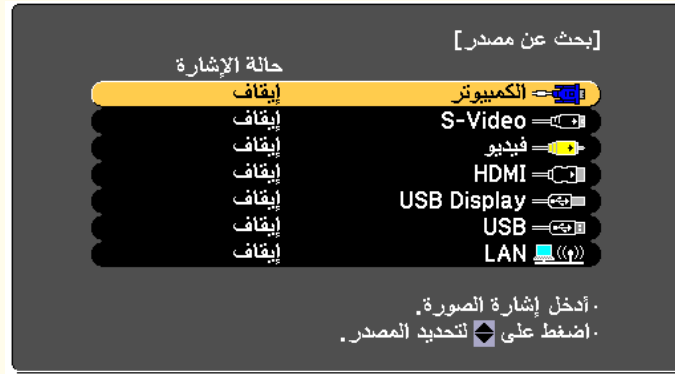 [بحث عن مصدر]
حالة الإشارة
الكمبيوتر إيقاف
S-Video إيقاف
فيديو إيقاف
HDMI إيقاف
USB Display إيقاف
USB إيقاف
LAN إيقاف
·أدخل إشارة الصورة.
·اضغط على لتحديد المصدر.